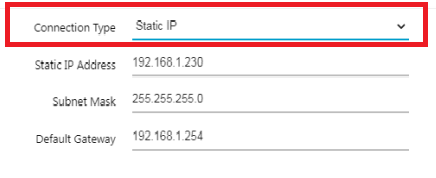 Connection Type Static IP
Static IP Address 192.168.1.230
Subnet Mask 255.255.255.0
Default Gateway 192.168.1.254